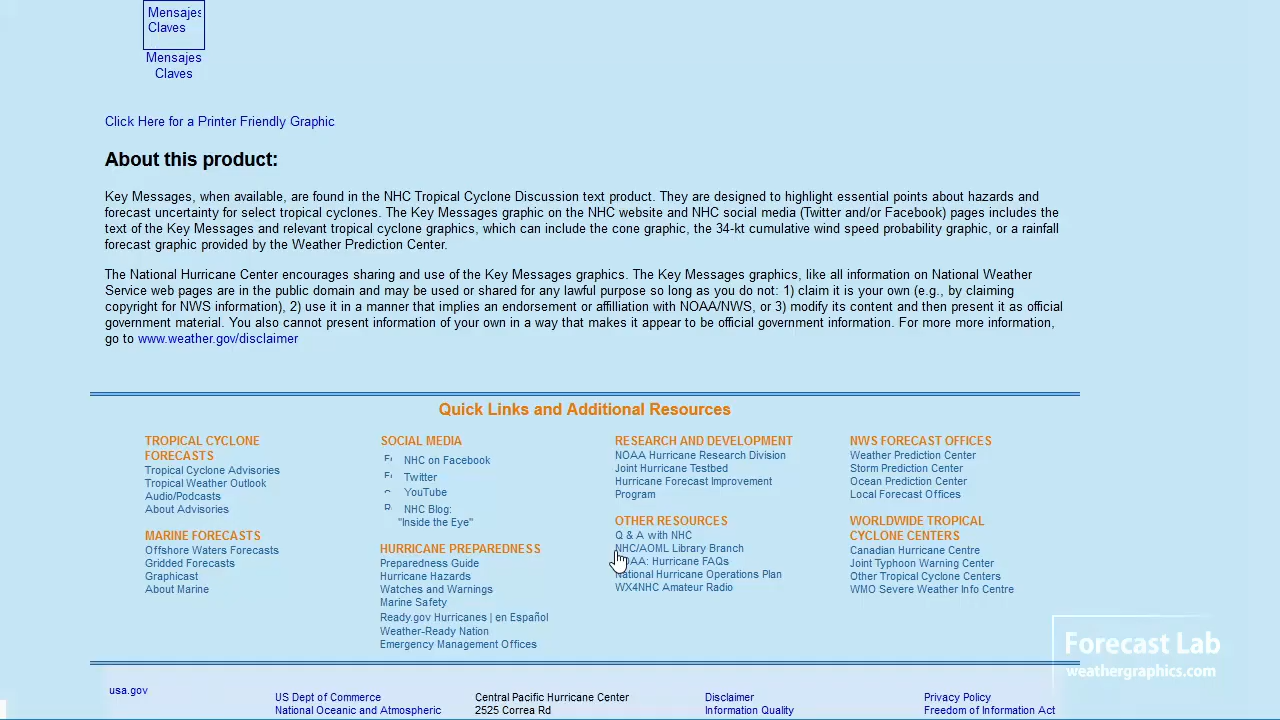 Mensajes
Claves
Mensajes
Claves
Click Here for a Printer Friendly Graphic
About this product:
Key Messages, when available, are found in the NHC Tropical Cyclone Discussion text product. They are designed to highlight essential points about hazards and
forecast uncertainty for select tropical cyclones. The Key Messages graphic on the NHC website and NHC social media (Twitter and/or Facebook) pages includes the
text of the Key Messages and relevant tropical cyclone graphics, which can include the cone graphic, the 34-kt cumulative wind speed probability graphic, or a rainfall
forecast graphic provided by the Weather Prediction Center.
The National Hurricane Center encourages sharing and use of the Key Messages graphics. The Key Messages graphics, like all information on National Weather
Service web pages are in the public domain and may be used or shared for any lawful purpose so long as you do not: 1) claim it is your own (e.g., by claiming
copyright for NWS information), 2) use it in a manner that implies an endorsement or affilliation with NOAA/NWS, or 3) modify its content and then present it as official
government material. You also cannot present information of your own in a way that makes it appear to be official government information. For more more information,
go to www.weather.gov/disclaimer
Quick Links and Additional Resources
TROPICAL CYCLONE
FORECASTS
Tropical Cyclone Advisories
Tropical Weather Outlook
Audio/Podcasts
About Advisories
MARINE FORECASTS
Offshore Waters Forecasts
Gridded Forecasts
Graphicast
About Marine
SOCIAL MEDIA
NHC on Facebook
Twitter
YouTube
NHC Blog:
"Inside the Eye"
HURRICANE PREPAREDNESS
Preparedness Guide
Hurricane Hazards
Watches and Warnings
Marine Safety
Ready.gov Hurricanes | en Español
Weather-Ready Nation
Emergency Management Offices
RESEARCH AND DEVELOPMENT
NOAA Hurricane Research Division
Joint Hurricane Testbed
Hurricane Forecast Improvement
Program
OTHER RESOURCES
Q & A with NHC
NHC/AOML Library Branch
NOAA: Hurricane FAQs
National Hurricane Operations Plan
WX4NHC Amateur Radio
NWS FORECAST OFFICES
Weather Prediction Center
Storm Prediction Center
Ocean Prediction Center
Local Forecast Offices
WORLDWIDE TROPICAL
CYCLONE CENTERS
Canadian Hurricane Centre
Joint Typhoon Warning Center
Other Tropical Cyclone Centers
WMO Severe Weather Info Centre
Forecast Lab
weathergraphics.com
usa.gov
US Dept of Commerce
National Oceanic and Atmospheric
Central Pacific Hurricane Center
2525 Correa Rd
Disclaimer
Information Quality
Privacy Policy
Freedom of Information Act